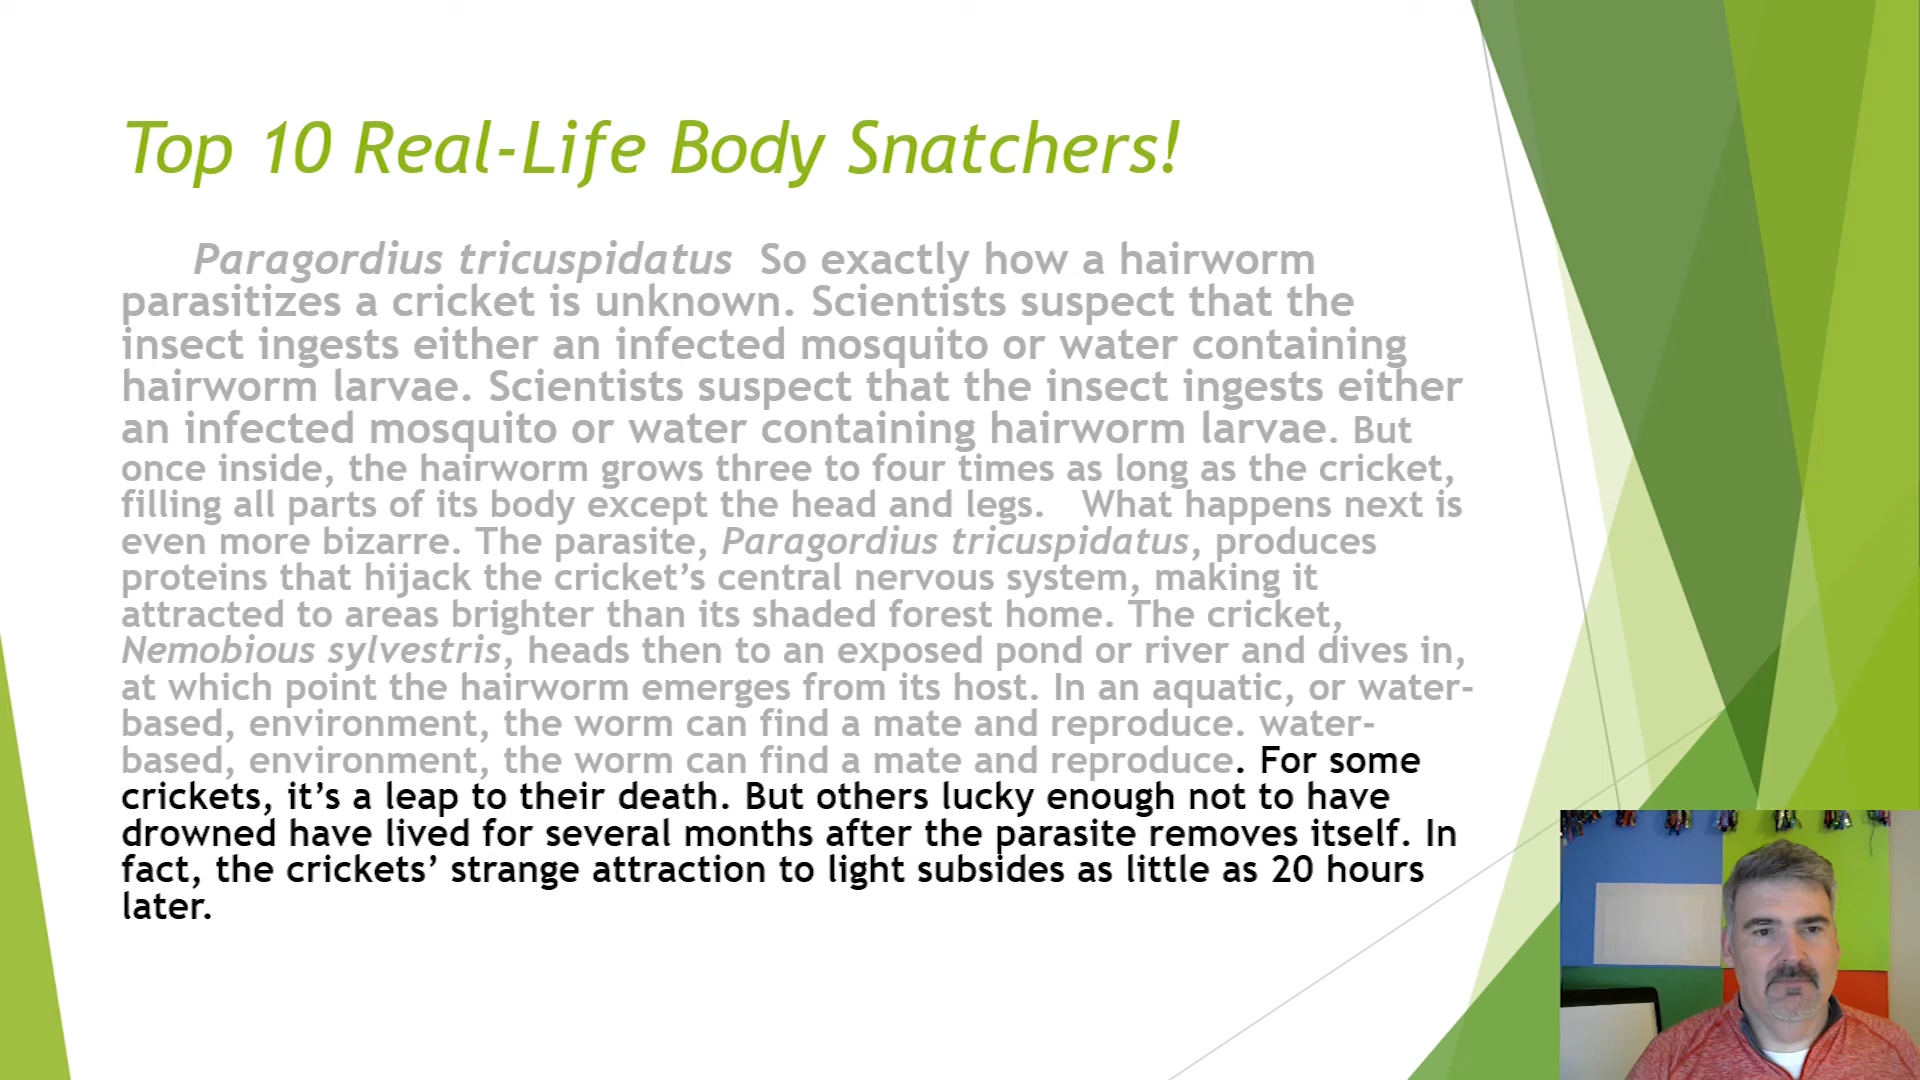 Top 10 Real-Life Body Snatchers!
Paragordius tricuspidatus  So exactly how a hairworm
parasitizes a cricket is unknown. Scientists suspect that the
insect ingests either an infected mosquito or water containing
hairworm larvae. Scientists suspect that the insect ingests either
an infected mosquito or water containing hairworm larvae. But
once inside, the hairworm grows three to four times as long as the cricket,
filling all parts of its body except the head and legs.   What happens next is
even more bizarre. The parasite, Paragordius tricuspidatus, produces
proteins that hijack the cricket’s central nervous system, making it
attracted to areas brighter than its shaded forest home. The cricket,
Nemobious sylvestris, heads then to an exposed pond or river and dives in,
at which point the hairworm emerges from its host. In an aquatic, or water-
based, environment, the worm can find a mate and reproduce. water-
based, environment, the worm can find a mate and reproduce. For some
crickets, it’s a leap to their death. But others lucky enough not to have
drowned have lived for several months after the parasite removes itself. In
fact, the crickets’ strange attraction to light subsides as little as 20 hours
later.